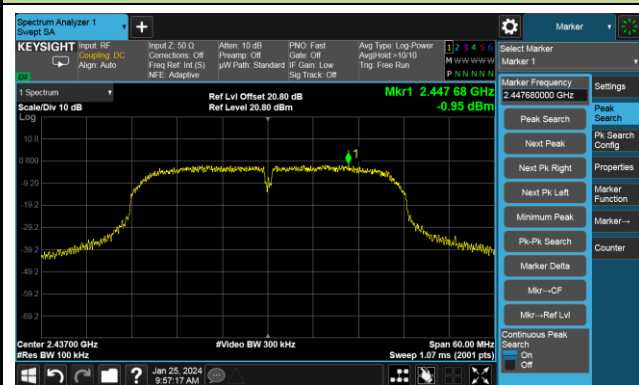 Spectrum Analyzer 1
Swept SA
+
Marker
KEYSIGHT
Input: RF
Coupling: DC
Align: Auto
Input Z: 50 Ω
Corrections: Off
Freq Ref: Int (S)
NFE: Adaptive
Atten: 10 dB
Preamp: Off
µW Path: Standard
PNO: Fast
Gate: Off
IF Gain: Low
Sig Track: Off
Avg Type: Log-Power
Avg|Hold:>10/10
Trig: Free Run
1 2 3 4 5 6
M W W W W W
P N N N N N
LXI
Select Marker
Marker 1
1 Spectrum
Scale/Div 10 dB
Log
Ref Lvl Offset 20.80 dB
Ref Level 20.80 dBm
Mkr1 2.447 68 GHz
-0.95 dBm
10.8
0.800
-9.20
-19.2
-29.2
-39.2
-49.2
-59.2
-69.2
1
Center 2.43700 GHz
#Res BW 100 kHz
#Video BW 300 kHz
Span 60.00 MHz
Sweep 1.07 ms (2001 pts)
Marker Frequency
2.447680000 GHz
Peak Search
Next Peak
Next Pk Right
Next Pk Left
Minimum Peak
Pk-Pk Search
Marker Delta
Mkr→CF
Mkr→Ref Lvl
Continuous Peak
Search
On
Off
Settings
Peak
Search
Pk Search
Config
Properties
Marker
Function
Marker→
Counter
?
Jan 25, 2024
9:57:17 AM